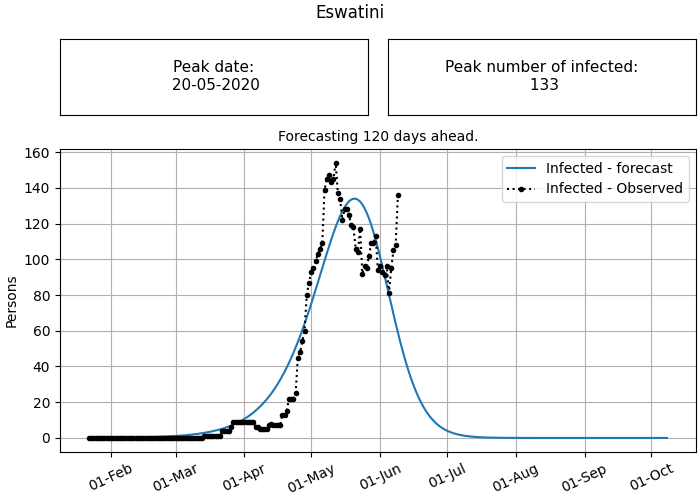 Eswatini
Peak date:
20-05-2020
Peak number of infected:
133
Forecasting 120 days ahead.
Infected - forecast
Infected - Observed
Persons
160
140
120
100
80
60
40
20
0
01-Feb
01-Mar
01-Apr
01-May
01-Jun
01-Jul
01-Aug
01-Sep
01-Oct